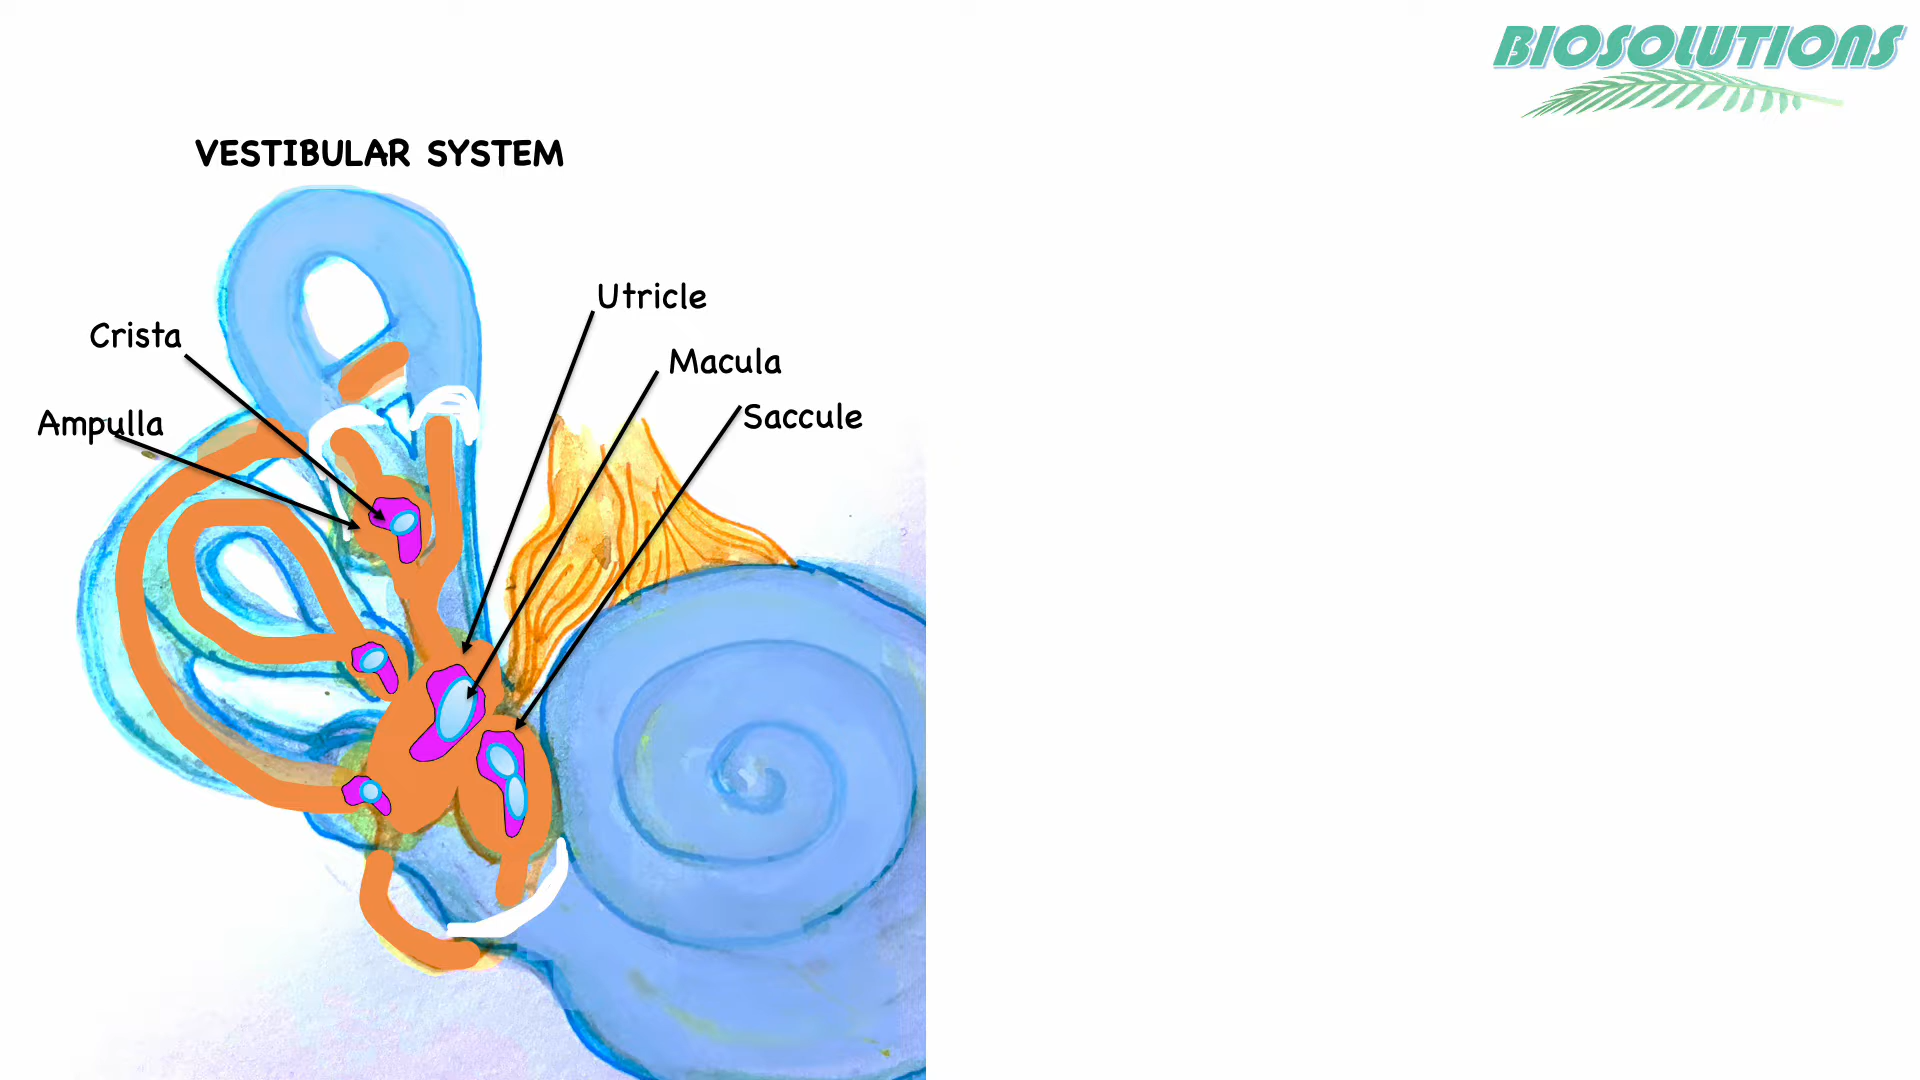 BIOSOLUTIONS
VESTIBULAR SYSTEM
Utricle
Crista
Macula
Ampulla
Saccule